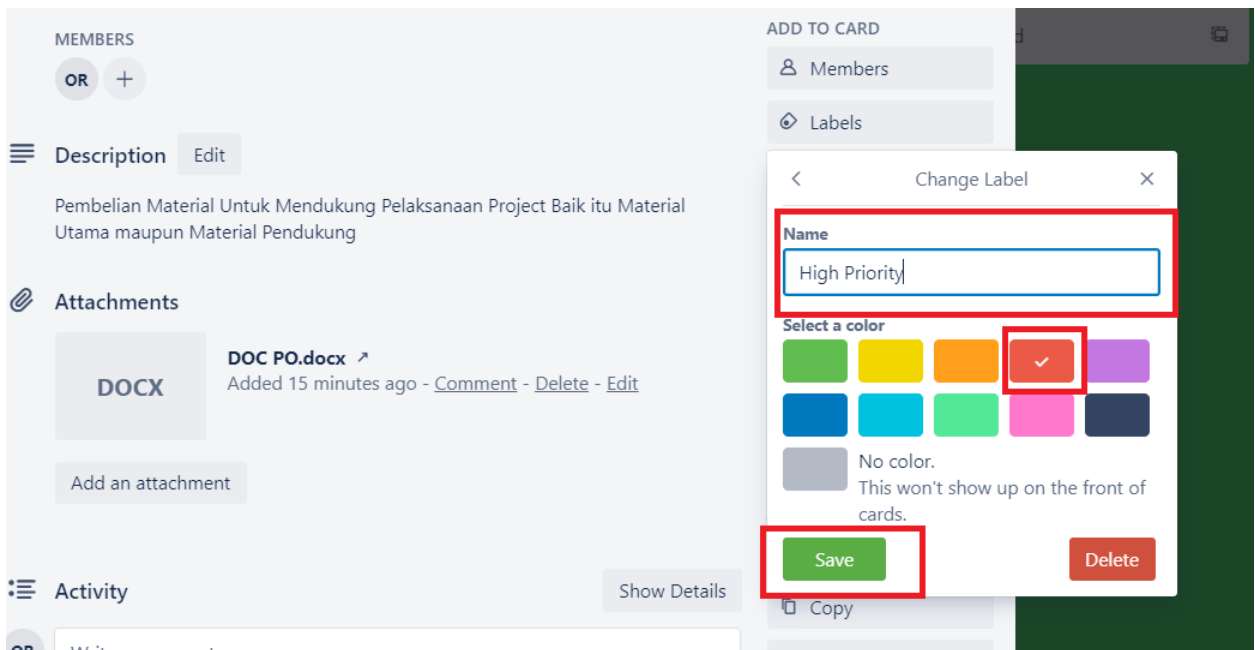 MEMBERS
OR
Description Edit
Pembelian Material Untuk Mendukung Pelaksanaan Project Baik itu Material
Utama maupun Material Pendukung
Attachments
DOCX
DOC PO.docx ↗
Added 15 minutes ago - Comment - Delete - Edit
Add an attachment
Activity Show Details
ADD TO CARD
Members
Labels
Change Label
Name
High Priority
Select a color
No color.
This won't show up on the front of
cards.
Save Delete
Copy